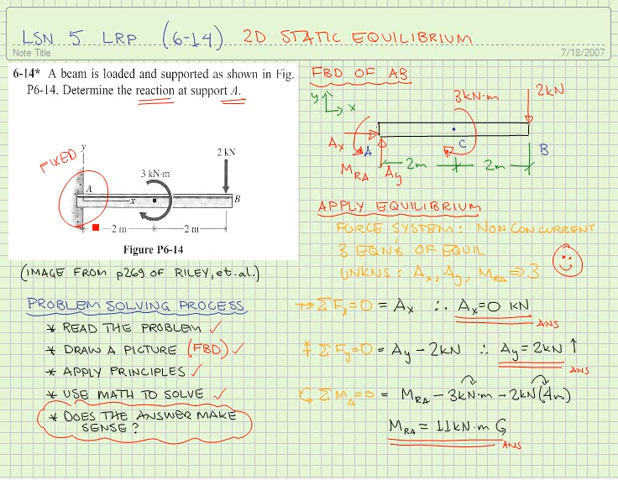 LSN 5 LRP (6-14) 2D STATIC EQUILIBRIUM
Note Title
7/18/2007
6-14* A beam is loaded and supported as shown in Fig.
P6-14. Determine the reaction at support A.
FIXED
y
2 kN
3 kN·m
A
x
B
2 m
2 m
Figure P6-14
(IMAGE FROM p269 OF RILEY, et. al.)
PROBLEM SOLVING PROCESS
* READ THE PROBLEM ✓
* DRAW A PICTURE (FBD) ✓
* APPLY PRINCIPLES ✓
* USE MATH TO SOLVE ✓
* DOES THE ANSWER MAKE
SENSE?
FBD OF AB
y
x
3kN·m
2kN
Ax
A
C
B
MRA
Ay
2m
2m
APPLY EQUILIBRIUM
FORCE SYSTEM: NON CONCURRENT
3 EQN'S OF EQUIL
UNKNS: Ax, Ay, MRA ⇒ 3
→ ΣFx=0 = Ax ∴ Ax=0 kN
ANS
+ ΣFy=0 = Ay - 2kN ∴ Ay = 2kN ↑
ANS
↺ ΣMA=0 = MRA - 3kN·m - 2kN(4m)
MRA = 11kN·m ↺
ANS